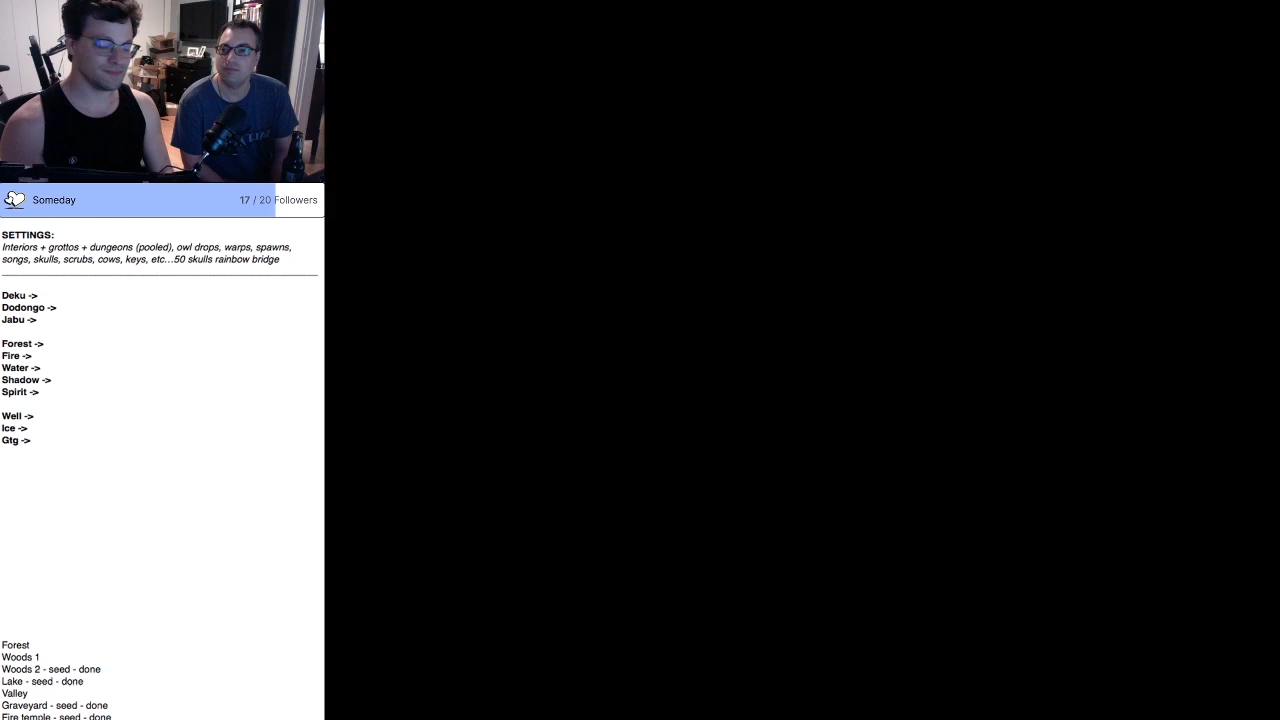 Someday
17 / 20 Followers
SETTINGS:
Interiors + grottos + dungeons (pooled), owl drops, warps, spawns,
songs, skulls, scrubs, cows, keys, etc...50 skulls rainbow bridge
Deku ->
Dodongo ->
Jabu ->
Forest ->
Fire ->
Water ->
Shadow ->
Spirit ->
Well ->
Ice ->
Gtg ->
Forest
Woods 1
Woods 2 - seed - done
Lake - seed - done
Valley
Graveyard - seed - done
Fire temple - seed - done